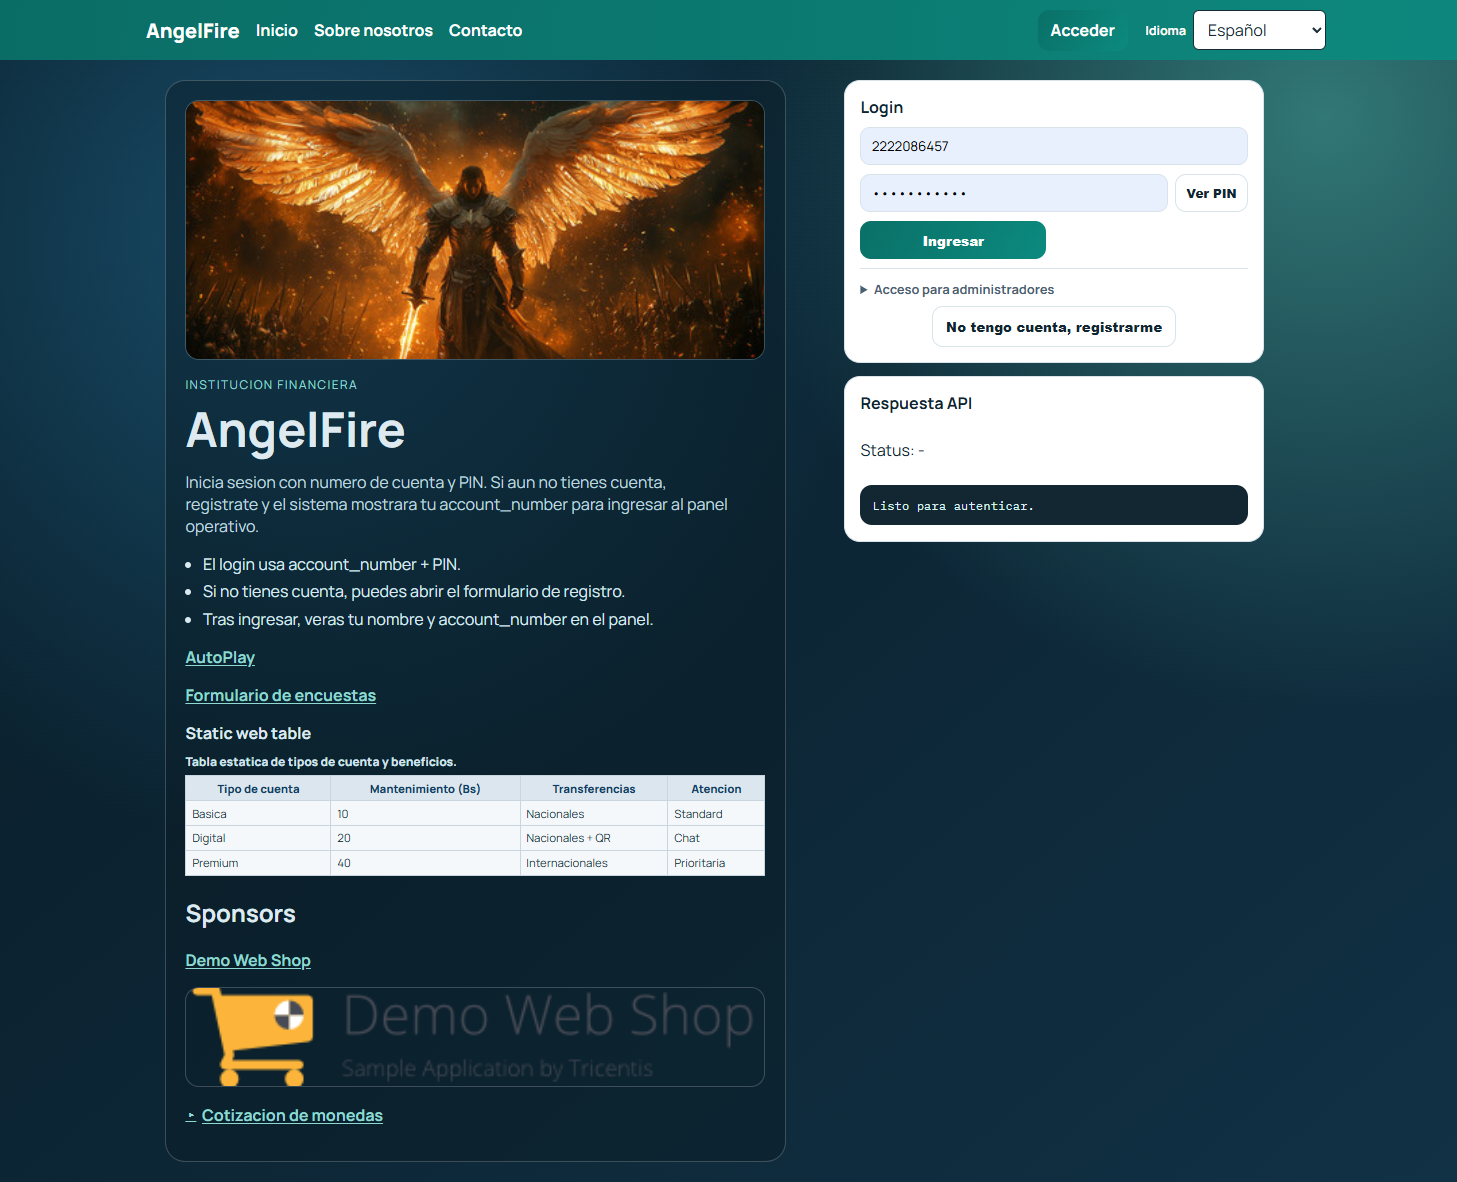 AngelFire Inicio Sobre nosotros Contacto Acceder Idioma Español
INSTITUCION FINANCIERA
AngelFire
Inicia sesion con numero de cuenta y PIN. Si aun no tienes cuenta,
registrate y el sistema mostrara tu account_number para ingresar al panel
operativo.
El login usa account_number + PIN.
Si no tienes cuenta, puedes abrir el formulario de registro.
Tras ingresar, veras tu nombre y account_number en el panel.
AutoPlay
Formulario de encuestas
Static web table
Tabla estatica de tipos de cuenta y beneficios.
Tipo de cuenta Mantenimiento (Bs) Transferencias Atencion
Basica 10 Nacionales Standard
Digital 20 Nacionales + QR Chat
Premium 40 Internacionales Prioritaria
Sponsors
Demo Web Shop
Demo Web Shop
Sample Application by Tricentis
Cotizacion de monedas
Login
2222086457
Ver PIN
Ingresar
Acceso para administradores
No tengo cuenta, registrarme
Respuesta API
Status: -
Listo para autenticar.